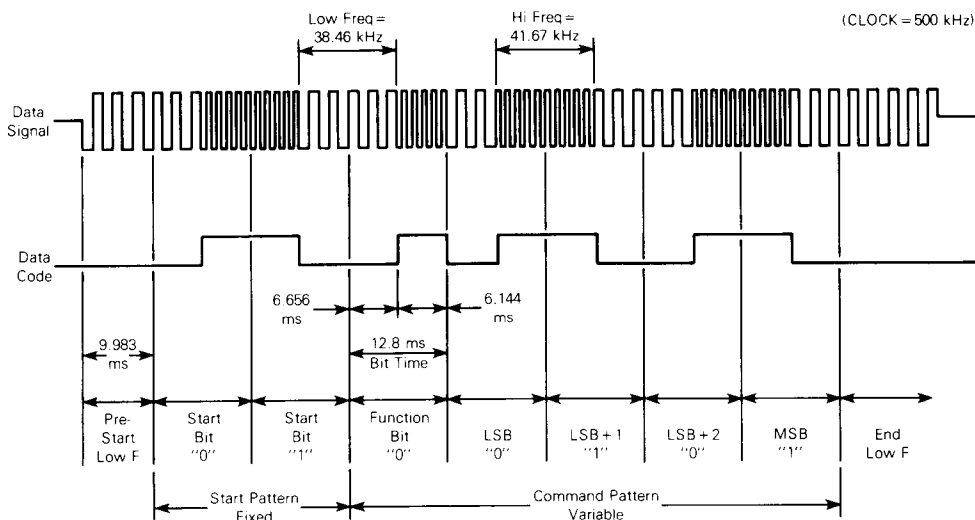 Low Freq=
38.46 kHz
Hi Freq=
41.67 kHz
(CLOCK=500 kHz)
Data
Signal
Data
Code
6.656
ms
6.144
ms
9.983
ms
12.8 ms
Bit Time
Pre-
Start
Low F
Start
Bit
"0"
Start
Bit
"1"
Function
Bit
"0"
LSB
"0"
LSB+1
"1"
LSB+2
"0"
MSB
"1"
End
Low F
Start Pattern
Fixed
Command Pattern
Variable